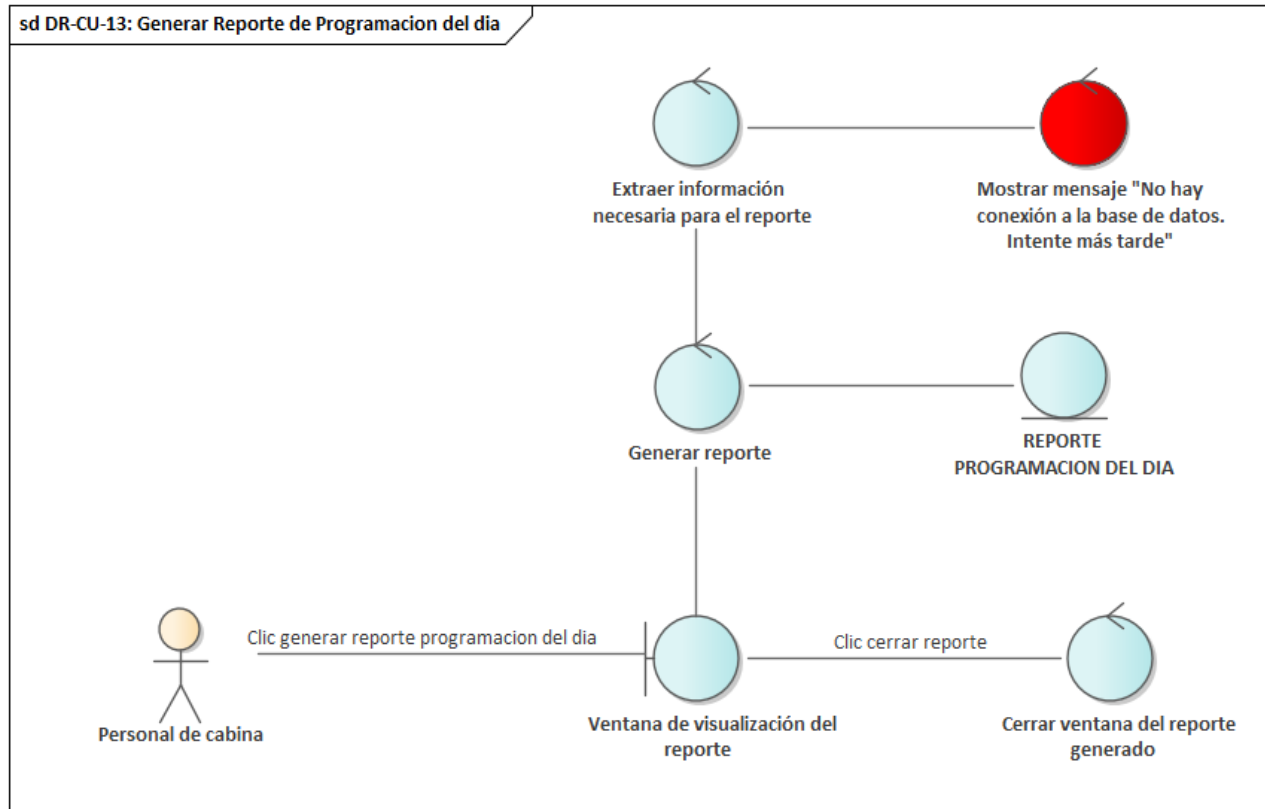 sd DR-CU-13: Generar Reporte de Programacion del dia
Extraer información
necesaria para el reporte
Mostrar mensaje "No hay
conexión a la base de datos.
Intente más tarde"
Generar reporte
REPORTE
PROGRAMACION DEL DIA
Clic generar reporte programacion del dia
Clic cerrar reporte
Personal de cabina
Ventana de visualización del
reporte
Cerrar ventana del reporte
generado